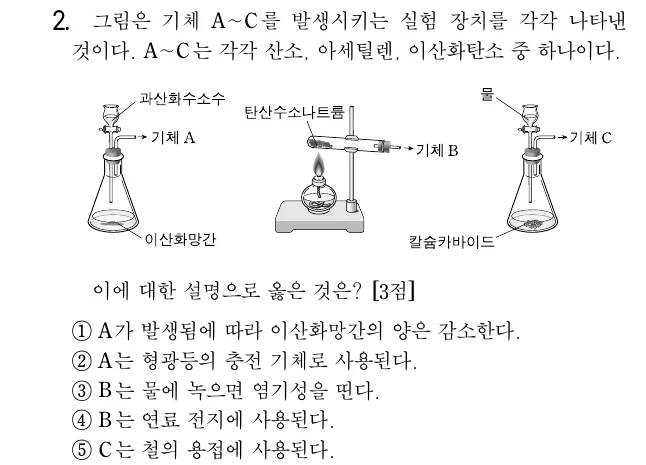 2. 그림은 기체 A~C를 발생시키는 실험 장치를 각각 나타낸
것이다. A~C는 각각 산소, 아세틸렌, 이산화탄소 중 하나이다.
과산화수소수
기체 A
이산화망간
탄산수소나트륨
기체 B
물
기체 C
칼슘카바이드
이에 대한 설명으로 옳은 것은? [3점]
① A가 발생됨에 따라 이산화망간의 양은 감소한다.
② A는 형광등의 충전 기체로 사용된다.
③ B는 물에 녹으면 염기성을 띤다.
④ B는 연료 전지에 사용된다.
⑤ C는 철의 용접에 사용된다.